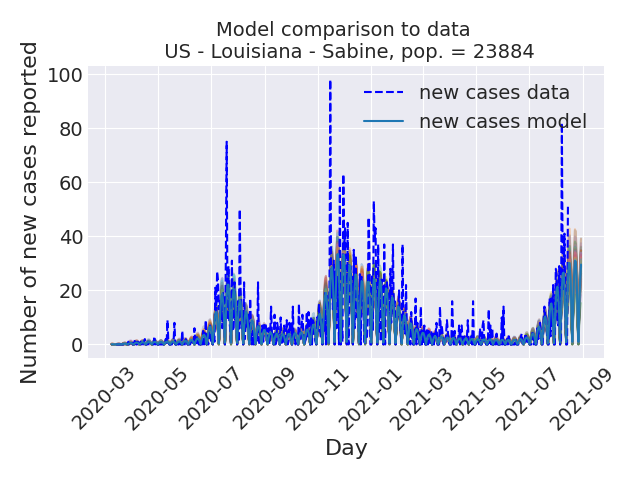 Model comparison to data
US - Louisiana - Sabine, pop. = 23884
Number of new cases reported
100
80
60
40
20
0
new cases data
new cases model
2020-03
2020-05
2020-07
2020-09
2020-11
2021-01
2021-03
2021-05
2021-07
2021-09
Day